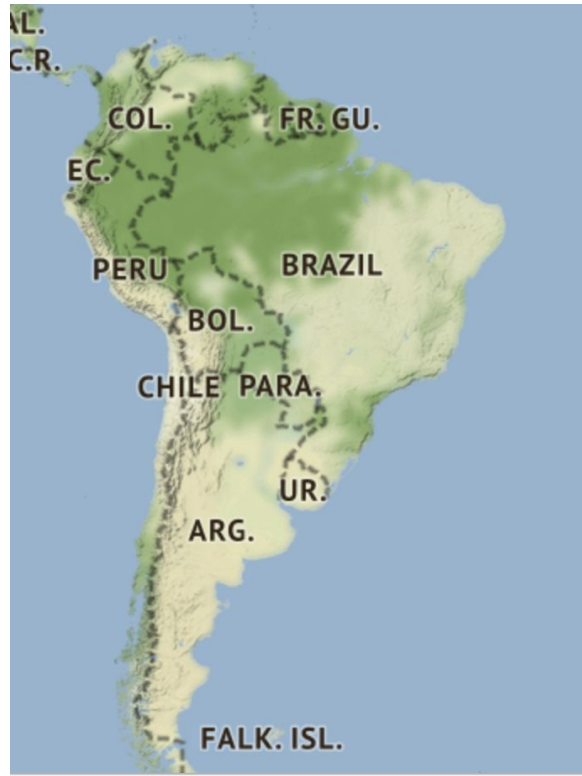 AL.
C.R.
COL.
FR. GU.
EC.
PERU
BRAZIL
BOL.
CHILE
PARA.
UR.
ARG.
FALK. ISL.